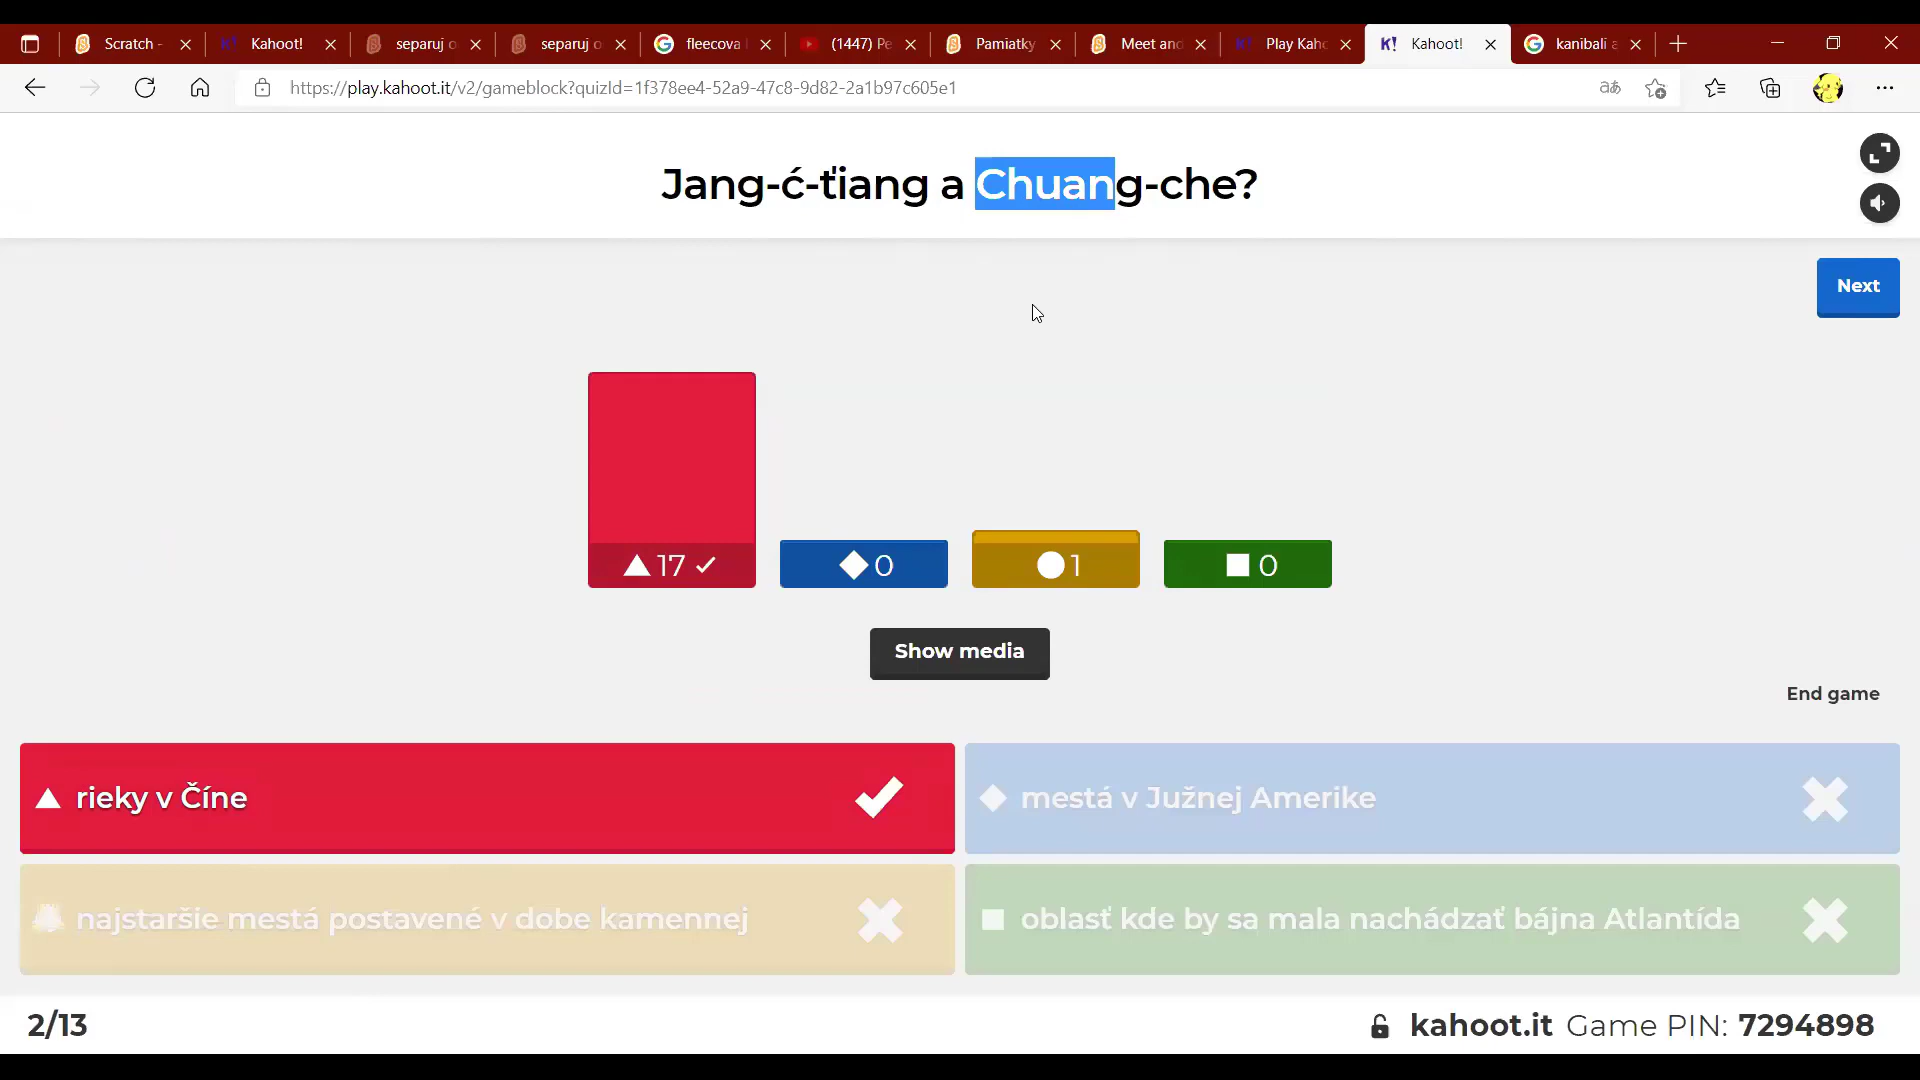 Scratch -
Kahoot!
separuj o
separuj o
fleecova
(1447) Pe
Pamiatky
Meet and
Play Kaho
Kahoot!
kanibali a
https://play.kahoot.it/v2/gameblock?quizId=1f378ee4-52a9-47c8-9d82-2a1b97c605e1
Jang-ć-ťiang a Chuang-che?
Next
17
0
1
0
Show media
End game
rieky v Číne
mestá v Južnej Amerike
najstaršie mestá postavené v dobe kamennej
oblasť kde by sa mala nachádzať bájna Atlantída
2/13
kahoot.it Game PIN: 7294898